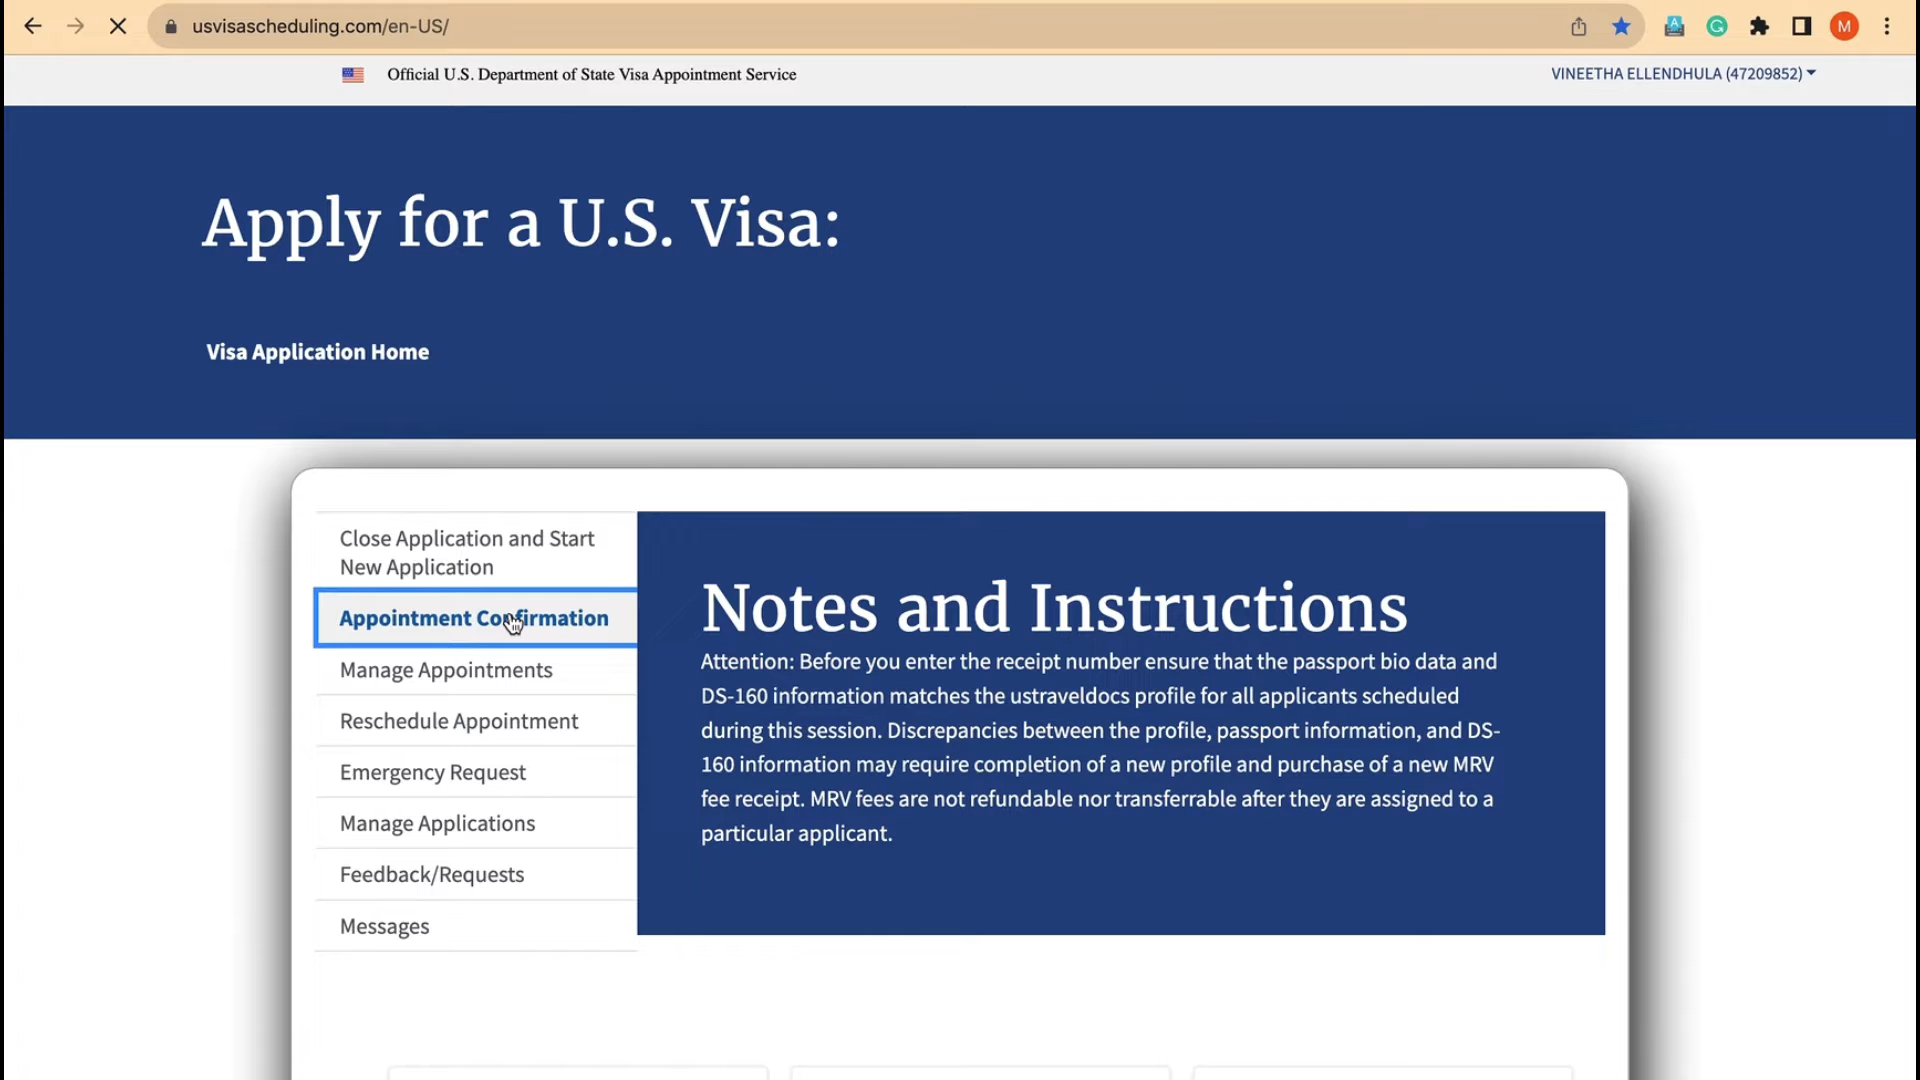 usvisascheduling.com/en-US/
M
Official U.S. Department of State Visa Appointment Service
VINEETHA ELLENDHULA (47209852)
Apply for a U.S. Visa:
Visa Application Home
Close Application and Start
New Application
Appointment Confirmation
Manage Appointments
Reschedule Appointment
Emergency Request
Manage Applications
Feedback/Requests
Messages
Notes and Instructions
Attention: Before you enter the receipt number ensure that the passport bio data and
DS-160 information matches the ustraveldocs profile for all applicants scheduled
during this session. Discrepancies between the profile, passport information, and DS-
160 information may require completion of a new profile and purchase of a new MRV
fee receipt. MRV fees are not refundable nor transferrable after they are assigned to a
particular applicant.